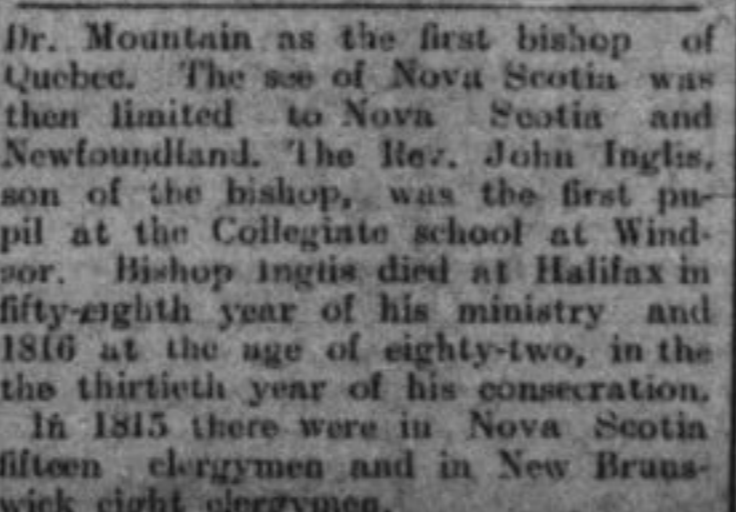 Dr. Mountain as the first bishop of
Quebec. The see of Nova Scotia was
then limited to Nova Scotia and
Newfoundland. The Rev. John Inglis,
son of the bishop, was the first pu-
pil at the Collegiate school at Wind-
sor. Bishop Inglis died at Halifax in
fifty-eighth year of his ministry and
1816 at the age of eighty-two, in the
the thirtieth year of his consecration.
In 1815 there were in Nova Scotia
fifteen clergymen and in New Bruns-
wick eight clergymen.